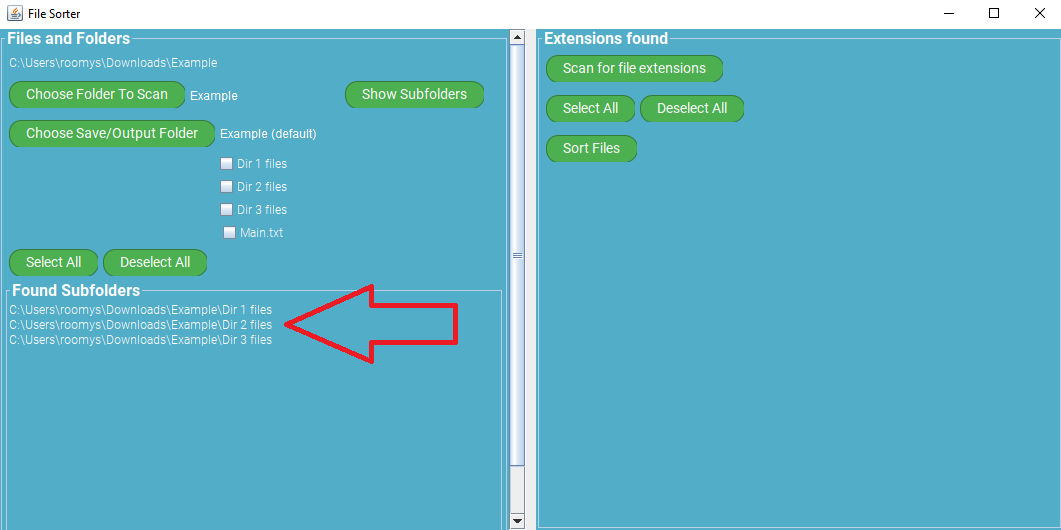 File Sorter
Files and Folders
C:\Users\roomys\Downloads\Example
Choose Folder To Scan Example Show Subfolders
Choose Save/Output Folder Example (default)
Dir 1 files
Dir 2 files
Dir 3 files
Main.txt
Select All Deselect All
Found Subfolders
C:\Users\roomys\Downloads\Example\Dir 1 files
C:\Users\roomys\Downloads\Example\Dir 2 files
C:\Users\roomys\Downloads\Example\Dir 3 files
Extensions found
Scan for file extensions
Select All Deselect All
Sort Files